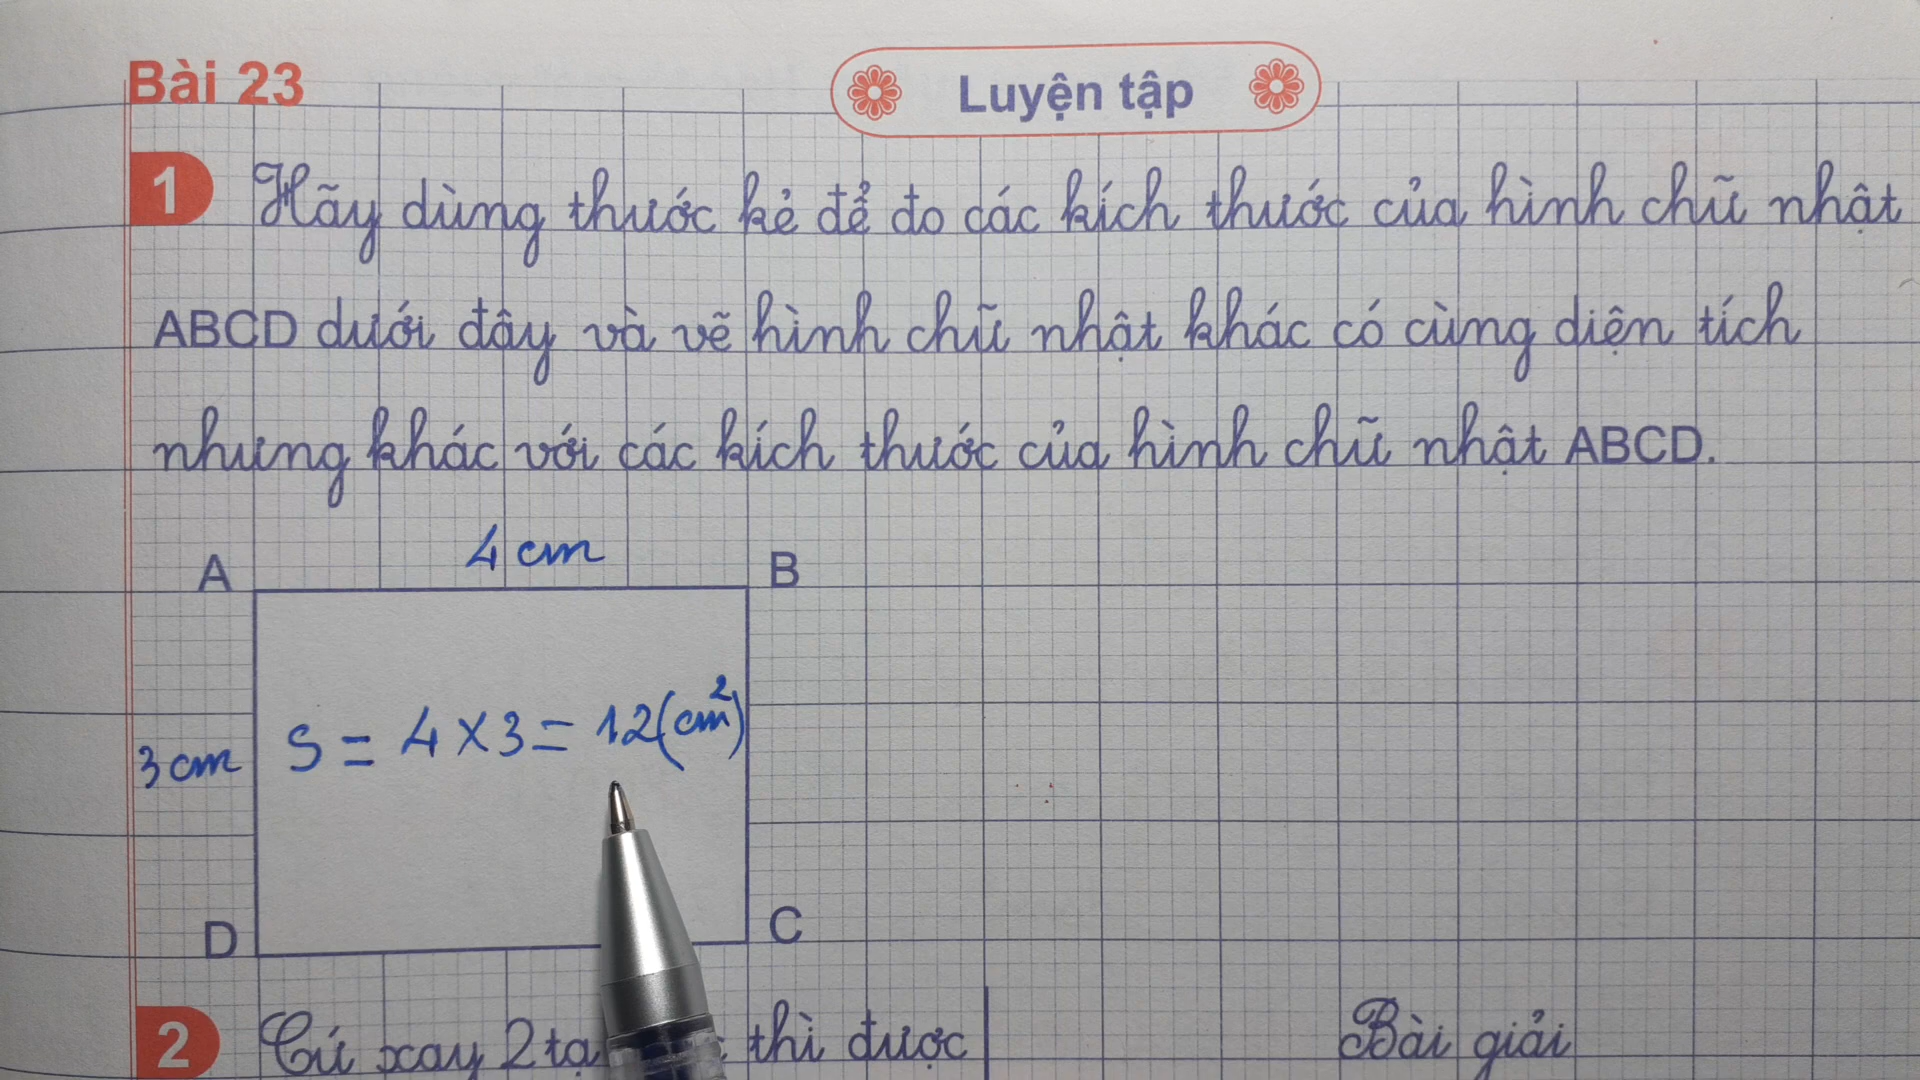 Bài 23
Luyện tập
1 Hãy dùng thước kẻ để đo các kích thước của hình chữ nhật
ABCD dưới đây và vẽ hình chữ nhật khác có cùng diện tích
nhưng khác với các kích thước của hình chữ nhật ABCD.
4 cm
A B
S = 4 x 3 = 12 (cm²)
3 cm
D C
2 Cứ xay 2 tạ thì được
Bài giải